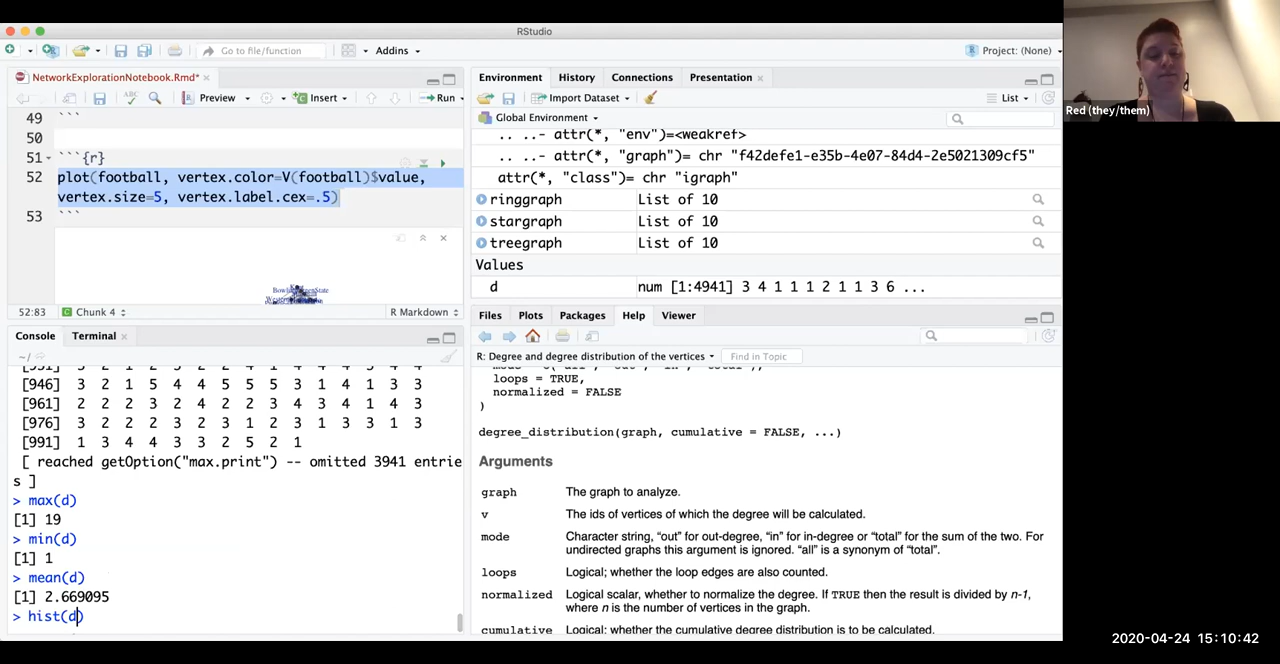 RStudio
Go to file/function
Addins
Project: (None)
NetworkExplorationNotebook.Rmd*
ABC
Preview
Insert
Run
49 ```
50
51 ```{r}
52 plot(football, vertex.color=V(football)$value,
vertex.size=5, vertex.label.cex=.5)
53 ```
52:83 Chunk 4 R Markdown
Console Terminal
~/
[946] 3 2 1 5 4 4 5 5 5 3 1 4 1 3 3
[961] 2 2 2 3 2 4 2 2 3 4 3 4 1 4 3
[976] 3 2 2 2 3 2 3 1 2 3 1 3 3 1 3
[991] 1 3 4 4 3 3 2 5 2 1
[ reached getOption("max.print") -- omitted 3941 entrie
s ]
> max(d)
[1] 19
> min(d)
[1] 1
> mean(d)
[1] 2.669095
> hist(d)
Environment History Connections Presentation
Import Dataset List
Global Environment
.. ..- attr(*, "env")=<weakref>
.. ..- attr(*, "graph")= chr "f42defe1-e35b-4e07-84d4-2e5021309cf5"
attr(*, "class")= chr "igraph"
ringgraph List of 10
stargraph List of 10
treegraph List of 10
Values
d num [1:4941] 3 4 1 1 1 2 1 1 3 6 ...
Files Plots Packages Help Viewer
R: Degree and degree distribution of the vertices Find in Topic
loops = TRUE,
normalized = FALSE
)
degree_distribution(graph, cumulative = FALSE, ...)
Arguments
graph The graph to analyze.
v The ids of vertices of which the degree will be calculated.
mode Character string, “out” for out-degree, “in” for in-degree or “total” for the sum of the two. For
undirected graphs this argument is ignored. “all” is a synonym of “total”.
loops Logical; whether the loop edges are also counted.
normalized Logical scalar, whether to normalize the degree. If TRUE then the result is divided by n-1,
where n is the number of vertices in the graph.
cumulative Logical; whether the cumulative degree distribution is to be calculated.
Red (they/them)
2020-04-24 15:10:42